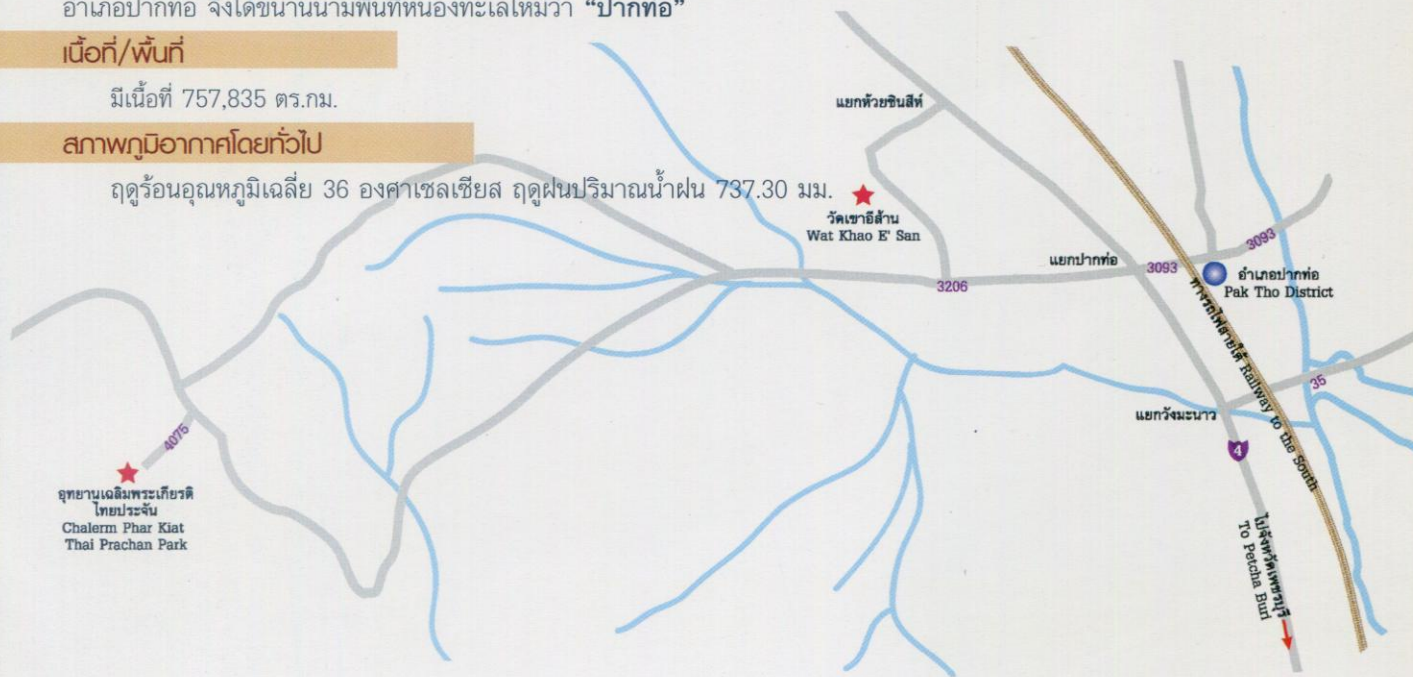 อำเภอปากท่อ จึงได้ขนานนามพื้นที่หนองทะเลใหม่ว่า “ปากท่อ”
เนื้อที่/พื้นที่
มีเนื้อที่ 757,835 ตร.กม.
สภาพภูมิอากาศโดยทั่วไป
ฤดูร้อนอุณหภูมิเฉลี่ย 36 องศาเซลเซียส ฤดูฝนปริมาณน้ำฝน 737.30 มม.
แยกห้วยชินสีห์
วัดเขาอีส้าน
Wat Khao E' San
แยกปากท่อ
3093
3093
อำเภอปากท่อ
Pak Tho District
3206
ทางรถไฟสายใต้ Railway to the South
35
แยกวังมะนาว
4
4075
อุทยานเฉลิมพระเกียรติ
ไทยประจัน
Chalerm Phar Kiat
Thai Prachan Park
ไปจังหวัดเพชรบุรี
To Petcha Buri